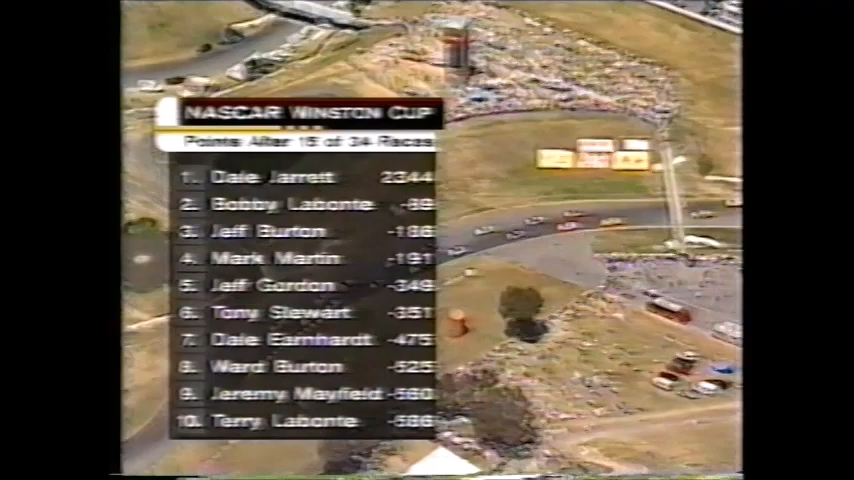 NASCAR WINSTON CUP
Points After 15 of 34 Races
1. Dale Jarrett 2344
2. Bobby Labonte -89
3. Jeff Burton -186
4. Mark Martin -191
5. Jeff Gordon -349
6. Tony Stewart -351
7. Dale Earnhardt -475
8. Ward Burton -525
9. Jeremy Mayfield -580
10. Terry Labonte -586